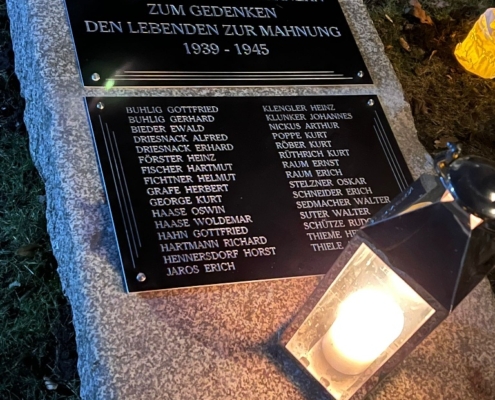 ZUM GEDENKEN
DEN LEBENDEN ZUR MAHNUNG
1939 - 1945
BUHLIG GOTTFRIED
BUHLIG GERHARD
BIEDER EWALD
DRIESNACK ALFRED
DRIESNACK ERHARD
FÖRSTER HEINZ
FISCHER HARTMUT
FICHTNER HELMUT
GRAFE HERBERT
GEORGE KURT
HAASE OSWIN
HAASE WOLDEMAR
HAHN GOTTFRIED
HARTMANN RICHARD
HENNERSDORF HORST
JAROS ERICH
KLENGLER HEINZ
KLUNKER JOHANNES
NICKUS ARTHUR
POPPE KURT
RÖBER KURT
RÜTHRICH KURT
RAUM ERNST
RAUM ERICH
STELZNER OSKAR
SCHNEIDER ERICH
SEDMACHER WALTER
SUTER WALTER
SCHÜTZE
THIEME
THIELE